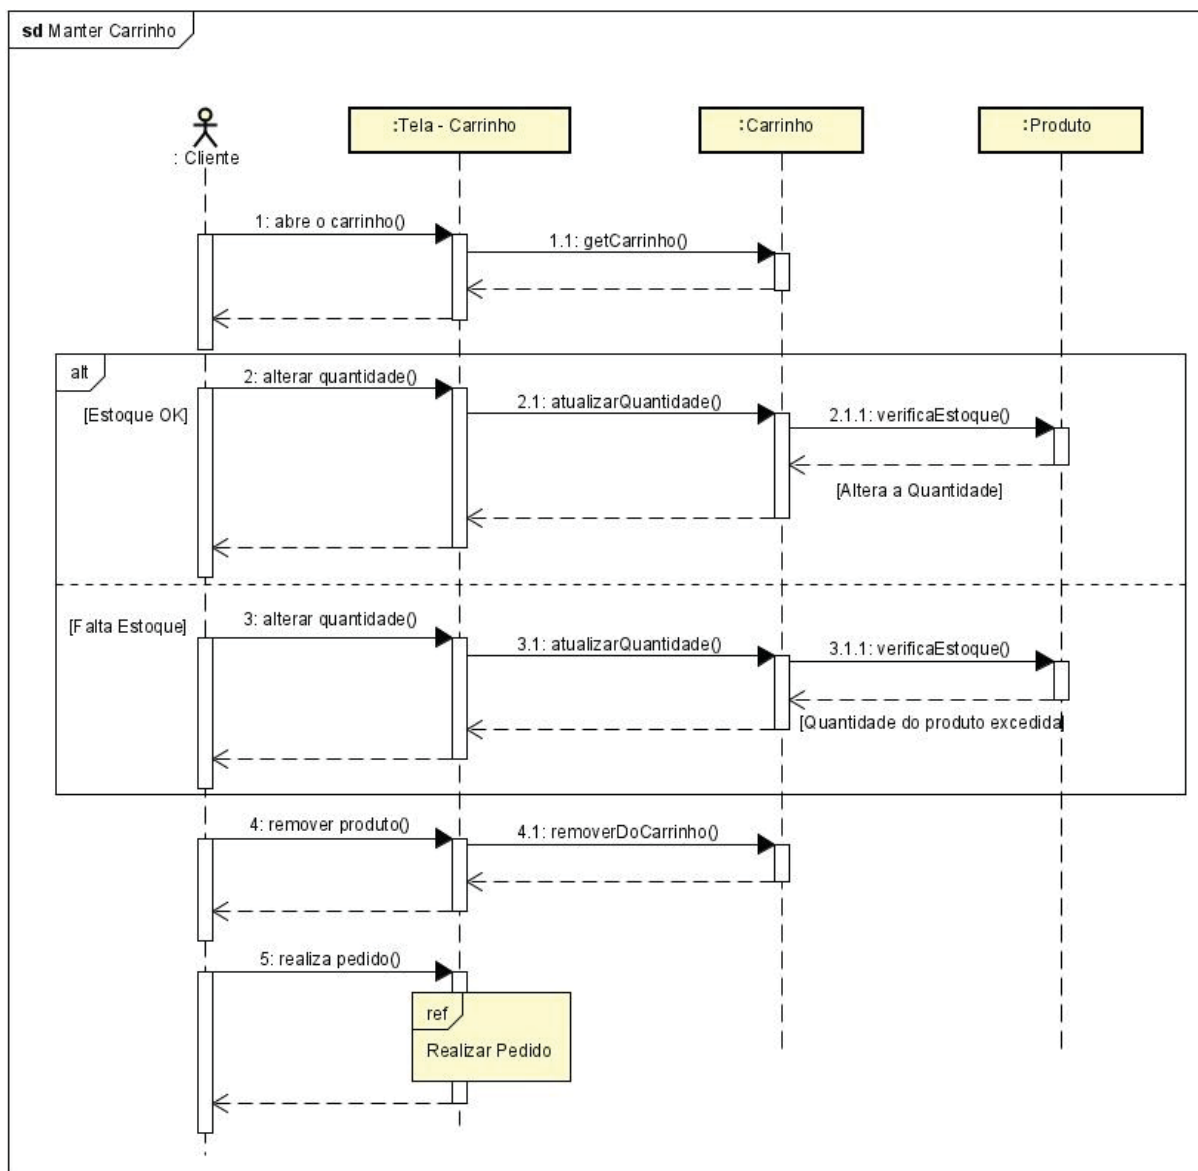 sd Manter Carrinho
: Cliente
:Tela - Carrinho
:Carrinho
:Produto
1: abre o carrinho()
1.1: getCarrinho()
alt
[Estoque OK]
2: alterar quantidade()
2.1: atualizarQuantidade()
2.1.1: verificaEstoque()
[Altera a Quantidade]
[Falta Estoque]
3: alterar quantidade()
3.1: atualizarQuantidade()
3.1.1: verificaEstoque()
[Quantidade do produto excedida]
4: remover produto()
4.1: removerDoCarrinho()
5: realiza pedido()
ref
Realizar Pedido